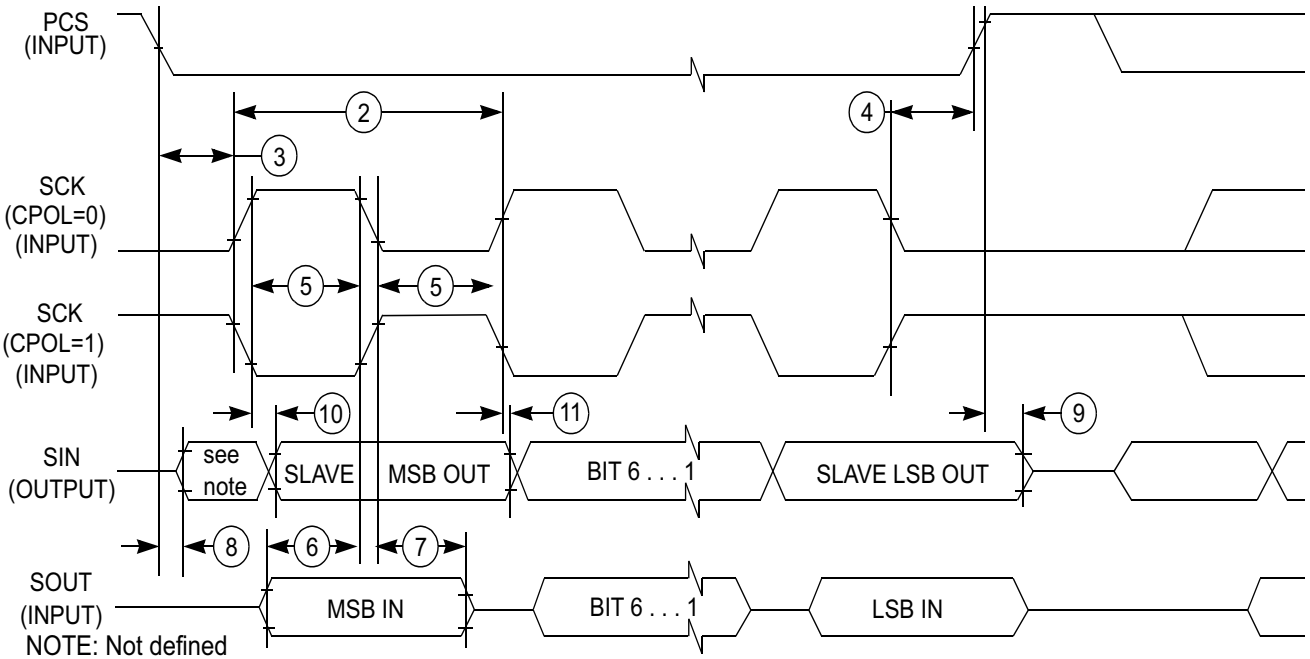 PCS
(INPUT)
2
4
3
SCK
(CPOL=0)
(INPUT)
5
5
SCK
(CPOL=1)
(INPUT)
10
11
9
SIN
(OUTPUT)
see
note
SLAVE
MSB OUT
BIT 6 . . . 1
SLAVE LSB OUT
8
6
7
SOUT
(INPUT)
MSB IN
BIT 6 . . . 1
LSB IN
NOTE: Not defined